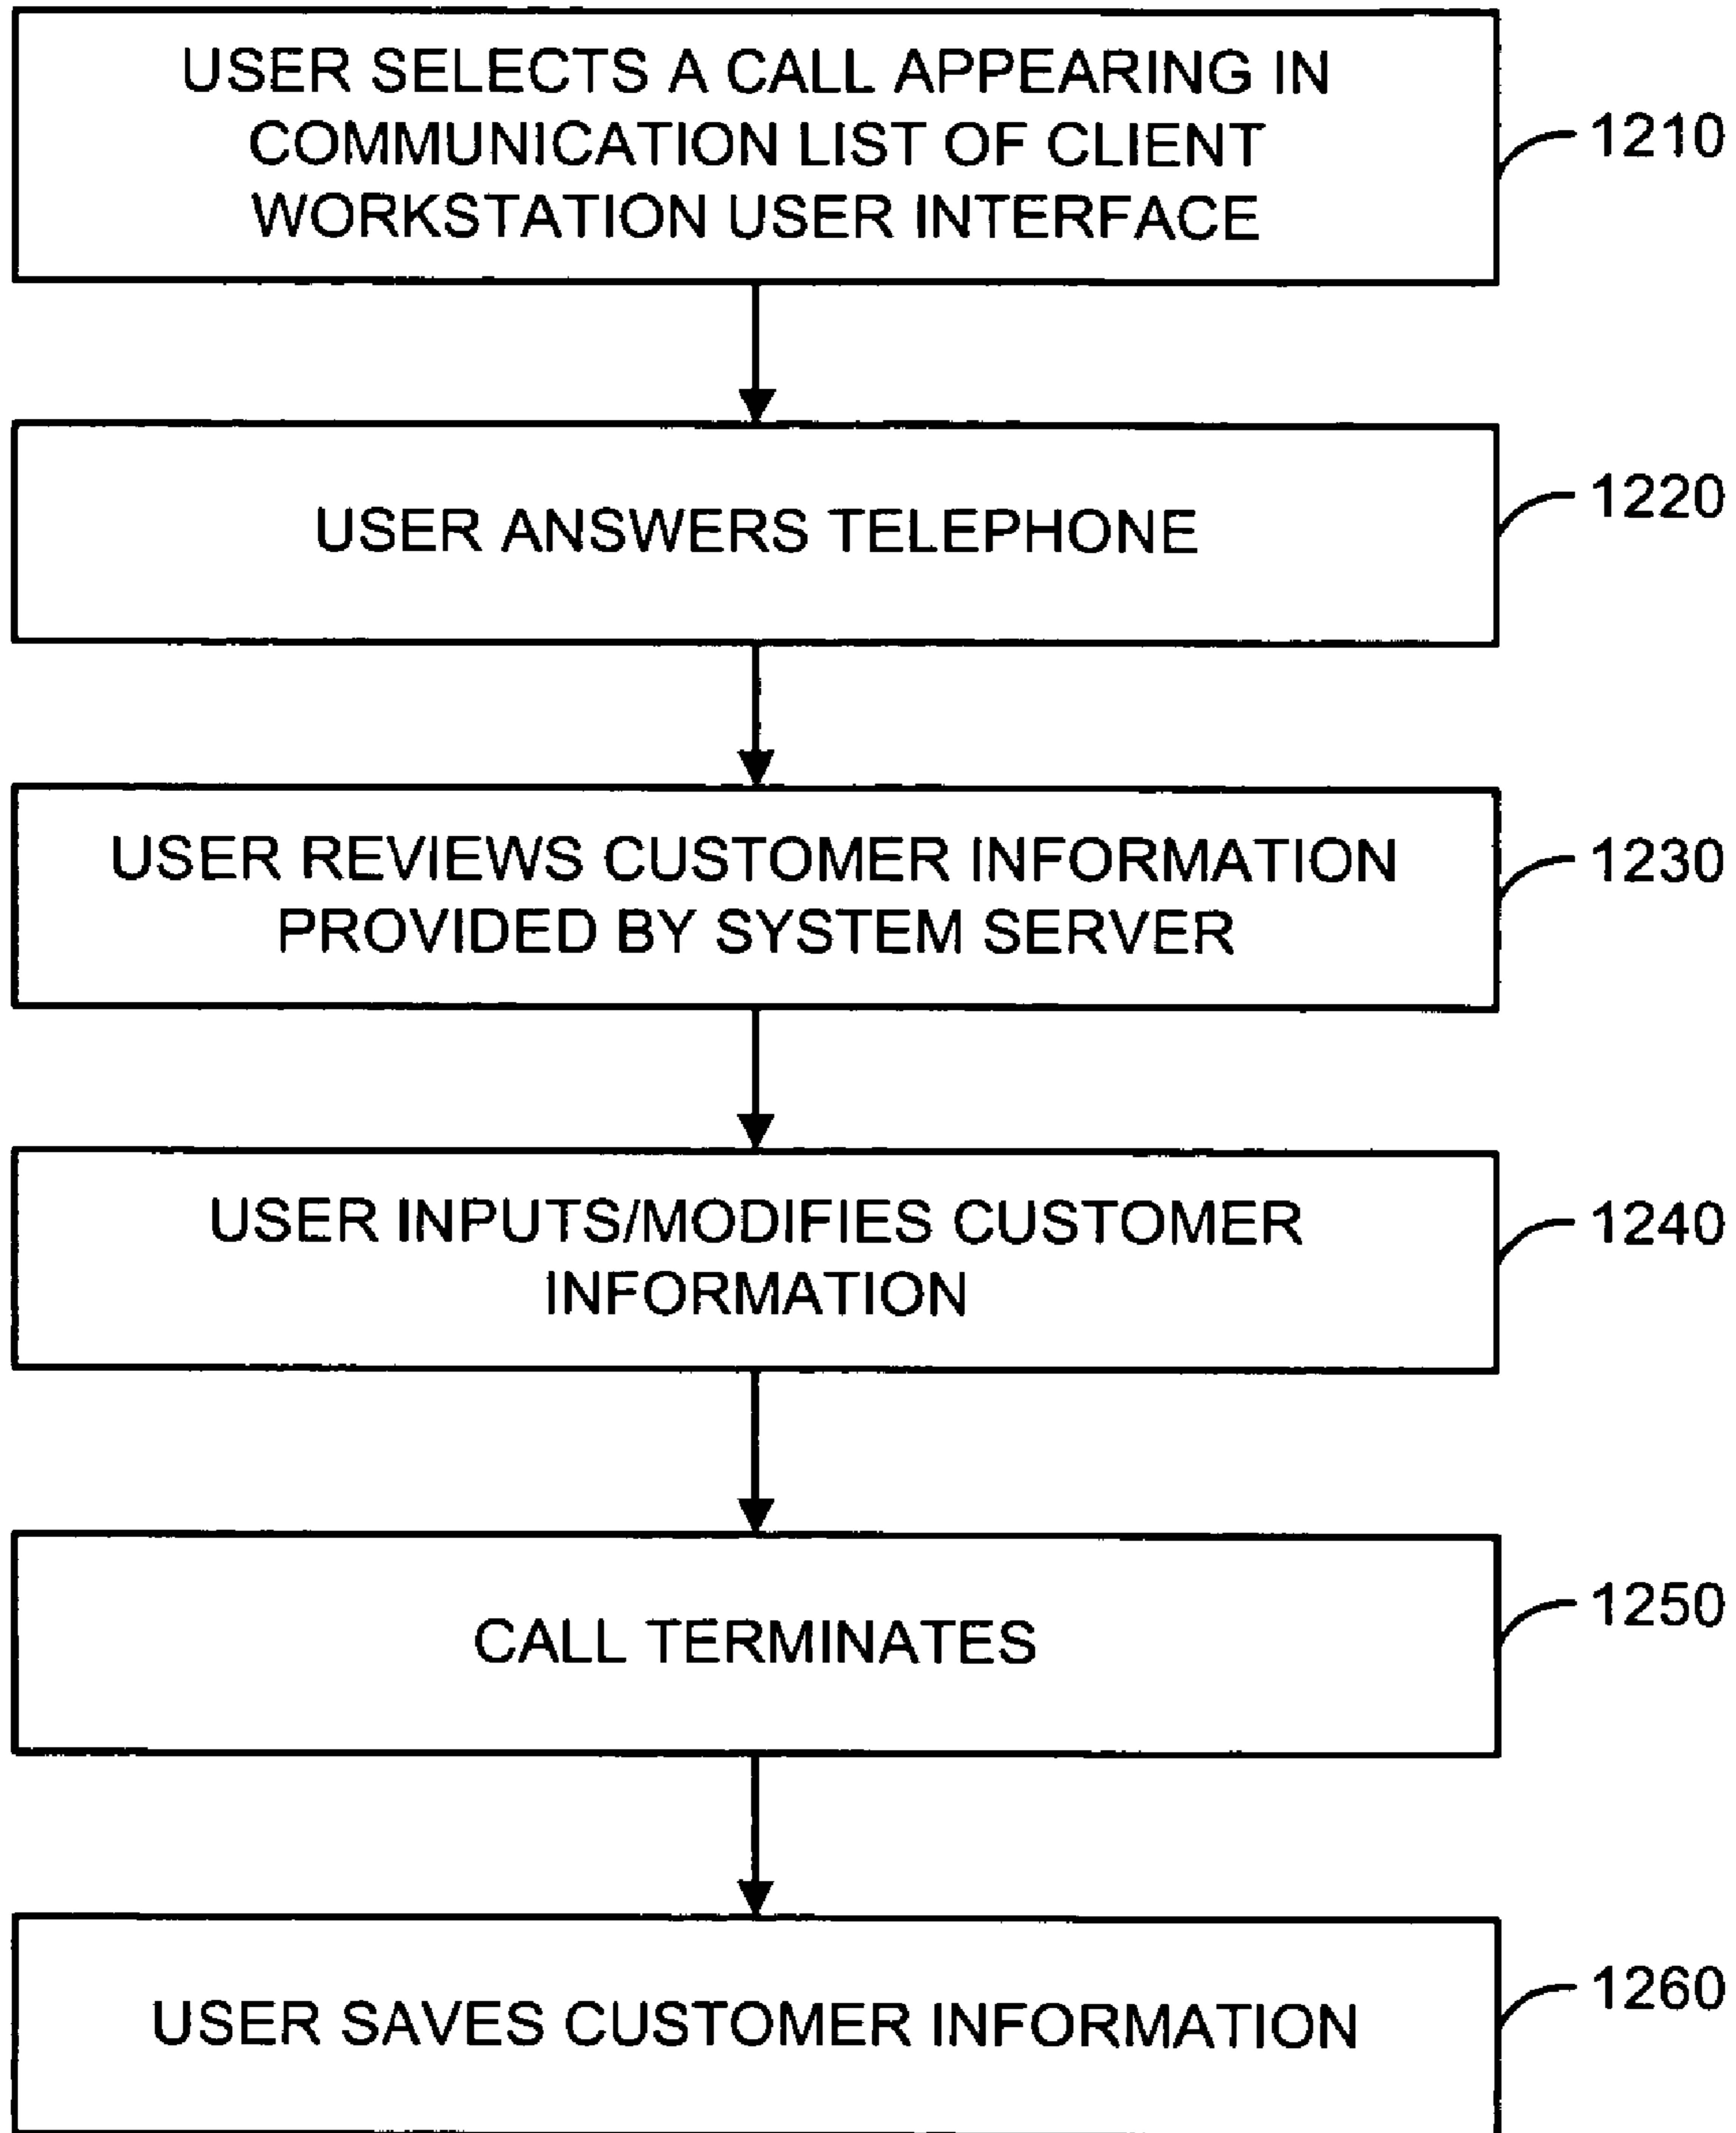 USER SELECTS A CALL APPEARING IN
COMMUNICATION LIST OF CLIENT
WORKSTATION USER INTERFACE
1210
USER ANSWERS TELEPHONE
1220
USER REVIEWS CUSTOMER INFORMATION
PROVIDED BY SYSTEM SERVER
1230
USER INPUTS/MODIFIES CUSTOMER
INFORMATION
1240
CALL TERMINATES
1250
USER SAVES CUSTOMER INFORMATION
1260